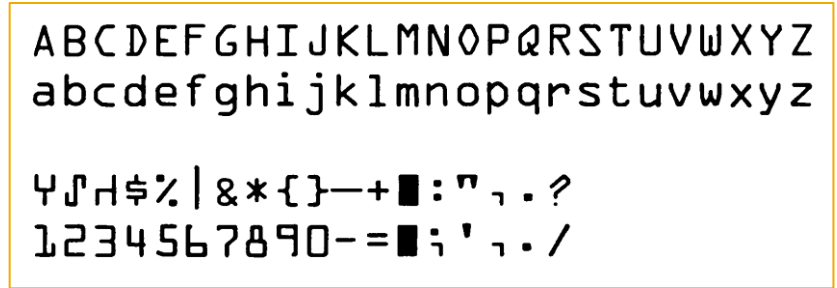 ABCDEFGHIJKLMNOPQRSTUVWXYZ
abcdefghijklmnopqrstuvwxyz
⑂⑀⑁$%|&*{}—+■:",.?
1234567890-=■;',./